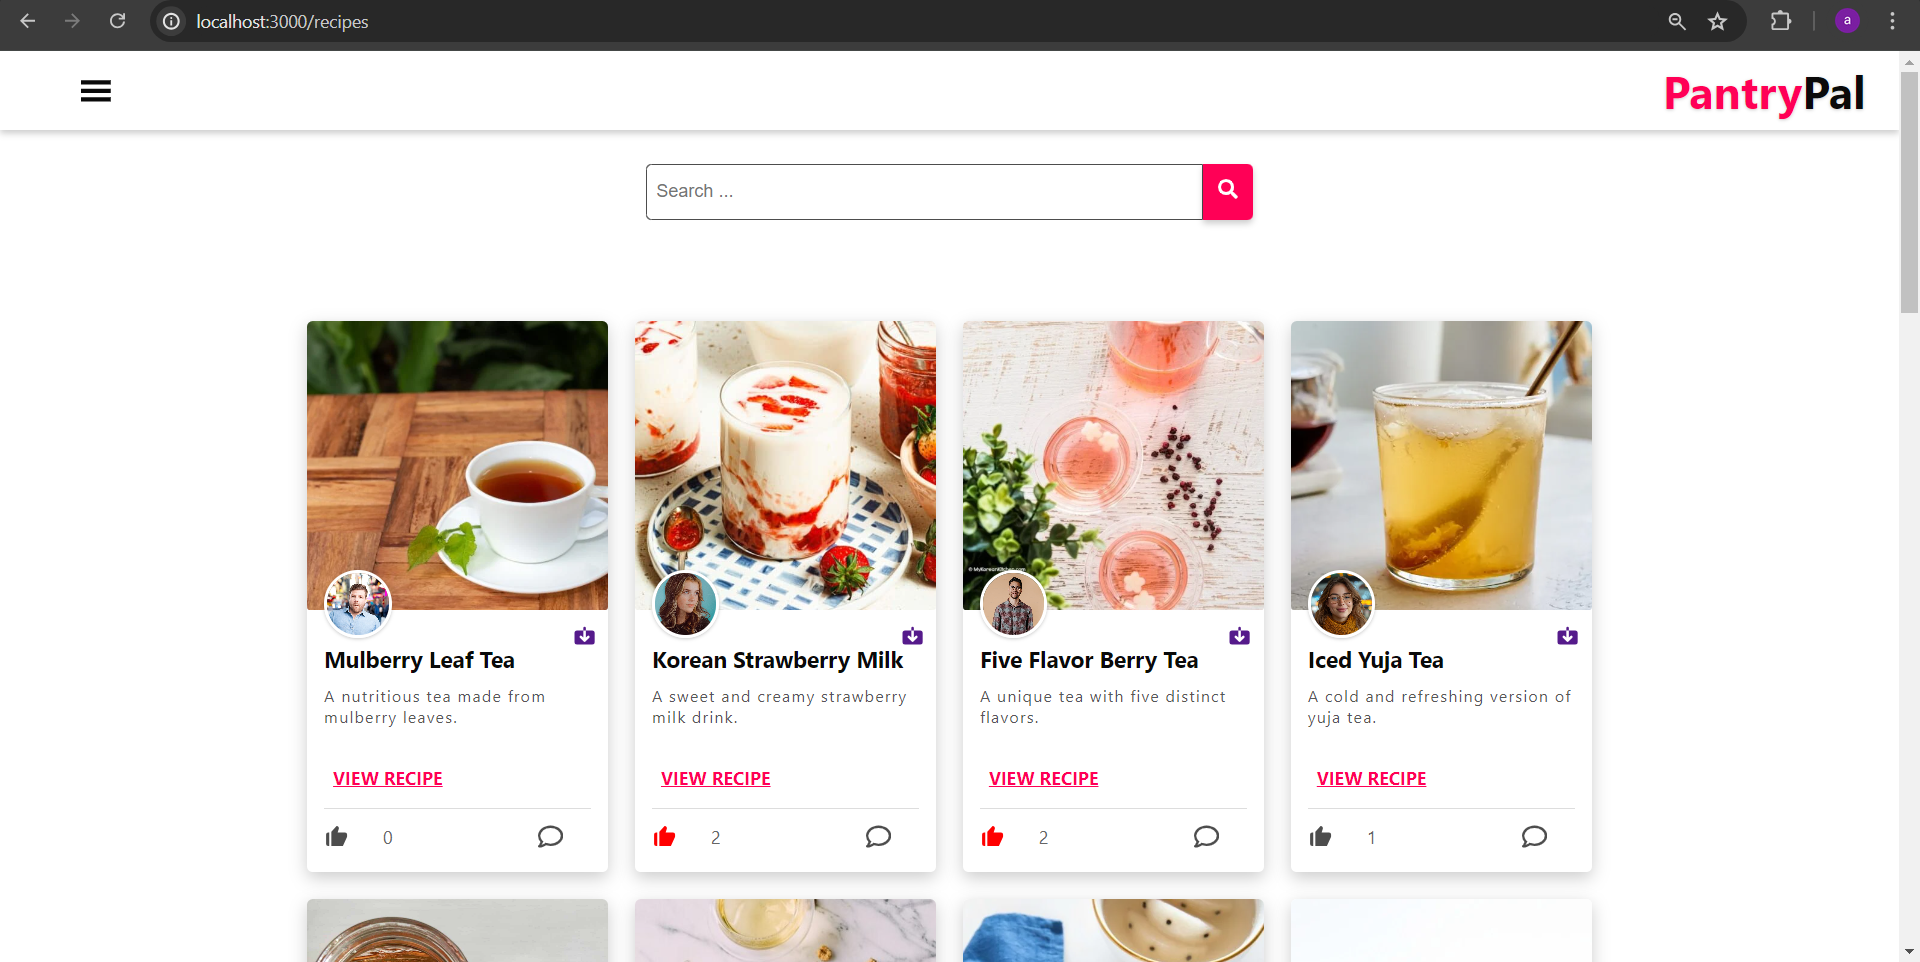 localhost:3000/recipes
a
PantryPal
Search ...
© MyKoreanKitchen.com
Mulberry Leaf Tea
A nutritious tea made from
mulberry leaves.
VIEW RECIPE
0
Korean Strawberry Milk
A sweet and creamy strawberry
milk drink.
VIEW RECIPE
2
Five Flavor Berry Tea
A unique tea with five distinct
flavors.
VIEW RECIPE
2
Iced Yuja Tea
A cold and refreshing version of
yuja tea.
VIEW RECIPE
1